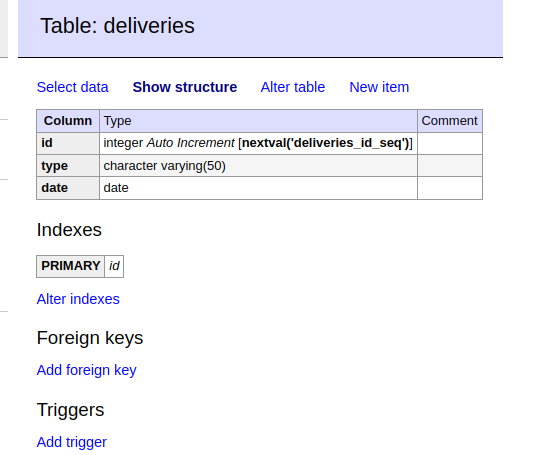 Table: deliveries
Select data Show structure Alter table New item
Column Type Comment
id integer Auto Increment [nextval('deliveries_id_seq')]
type character varying(50)
date date
Indexes
PRIMARY id
Alter indexes
Foreign keys
Add foreign key
Triggers
Add trigger